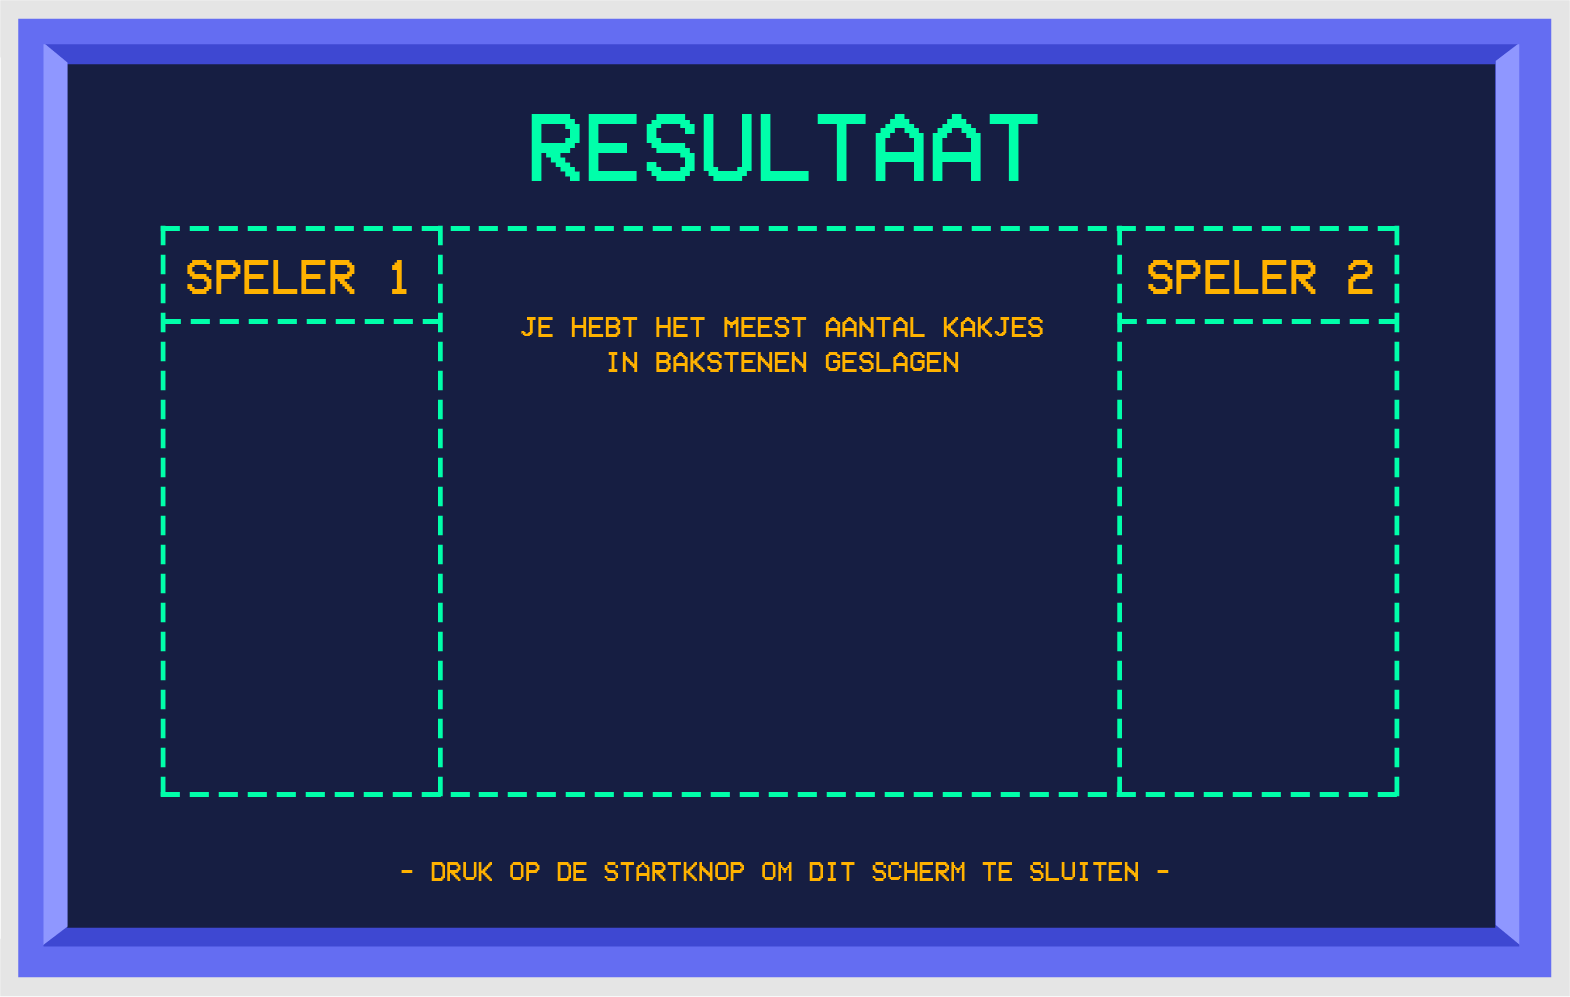 RESULTAAT
SPELER 1
SPELER 2
JE HEBT HET MEEST AANTAL KAKJES
IN BAKSTENEN GESLAGEN
- DRUK OP DE STARTKNOP OM DIT SCHERM TE SLUITEN -